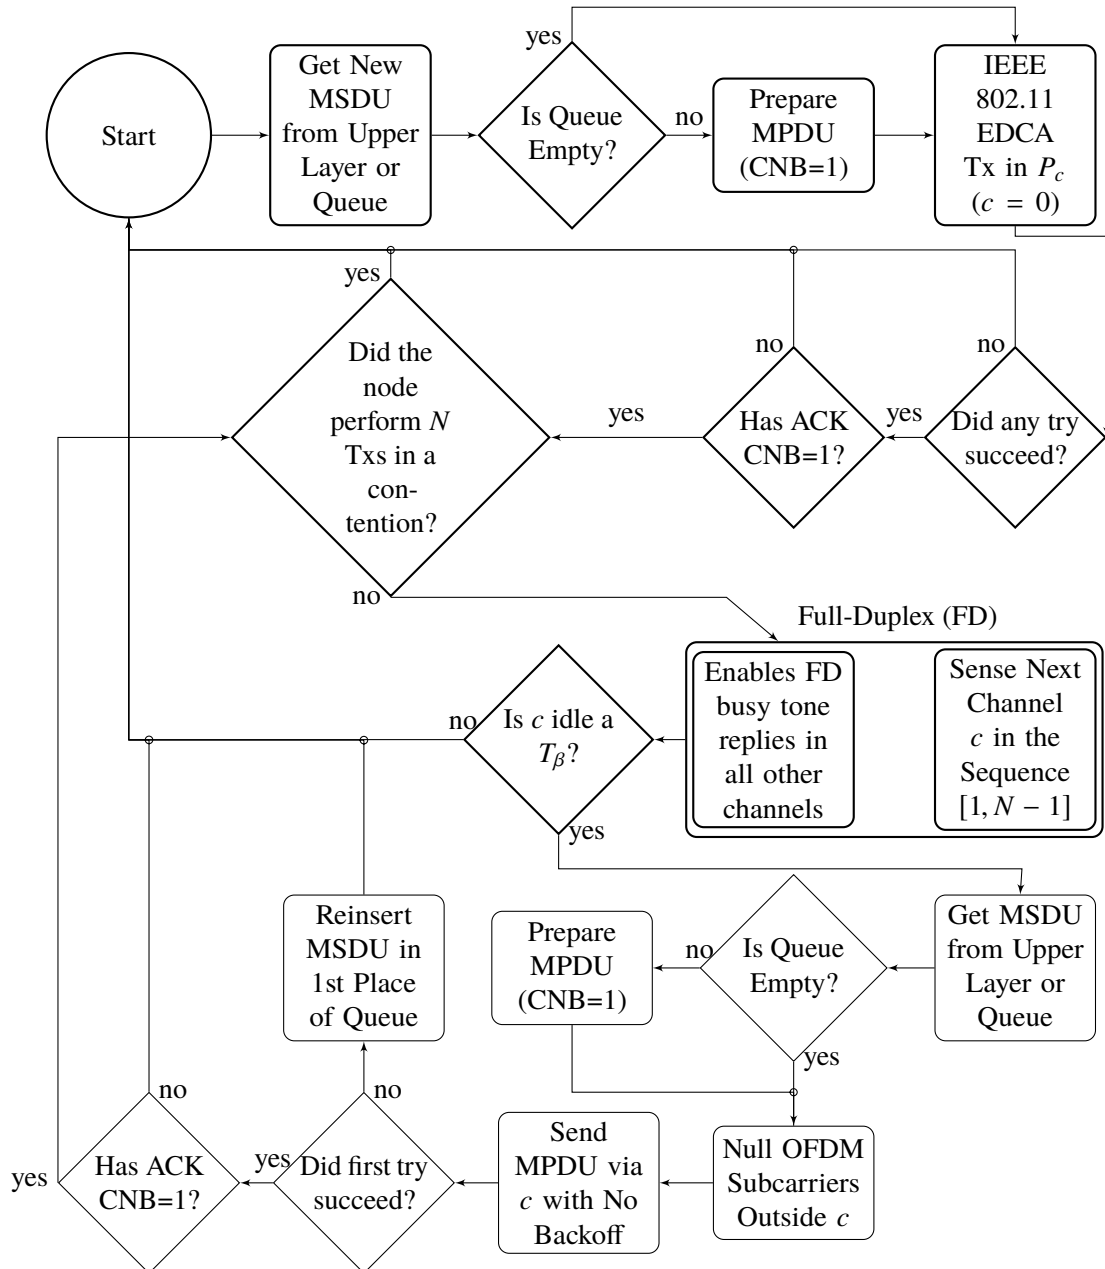 Start
Get New
MSDU
from Upper
Layer or
Queue
yes
Is Queue
Empty?
no
Prepare
MPDU
(CNB=1)
IEEE
802.11
EDCA
Tx in P_c
(c = 0)
yes
Did the
node
perform N
Txs in a
con-
tention?
no
yes
no
Has ACK
CNB=1?
yes
no
Did any try
succeed?
Full-Duplex (FD)
Enables FD
busy tone
replies in
all other
channels
Sense Next
Channel
c in the
Sequence
[1, N − 1]
no
Is c idle a
T_β?
yes
Get MSDU
from Upper
Layer or
Queue
Is Queue
Empty?
no
yes
Prepare
MPDU
(CNB=1)
Reinsert
MSDU in
1st Place
of Queue
Null OFDM
Subcarriers
Outside c
Send
MPDU via
c with No
Backoff
no
Did first try
succeed?
yes
no
Has ACK
CNB=1?
yes